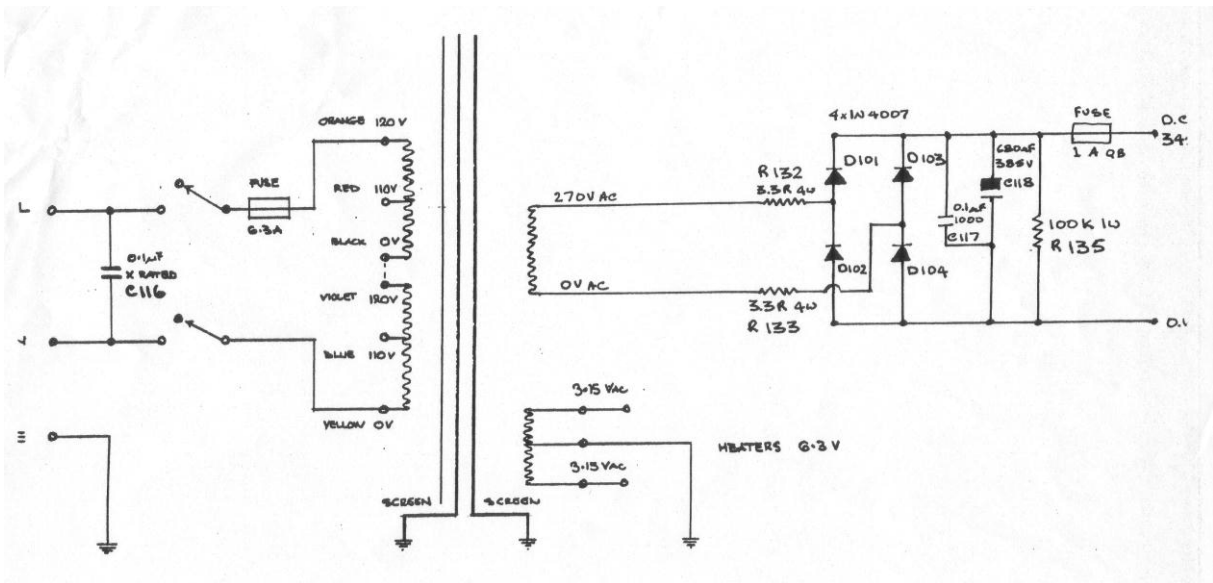 ORANGE 120V
L
FUSE
6.3A
RED 110V
BLACK 0V
0.1µF
X RATED
C116
VIOLET 120V
BLUE 110V
YELLOW 0V
SCREEN
SCREEN
270V AC
0V AC
R132
3.3R 4W
3.3R 4W
R133
4x1N4007
D101
D103
D102
D104
0.1µF
1000
C117
680µF
385V
C118
100K 1W
R135
FUSE
1 A QB
D.C
34
3.15 VAC
3.15 VAC
HEATERS 6.3V